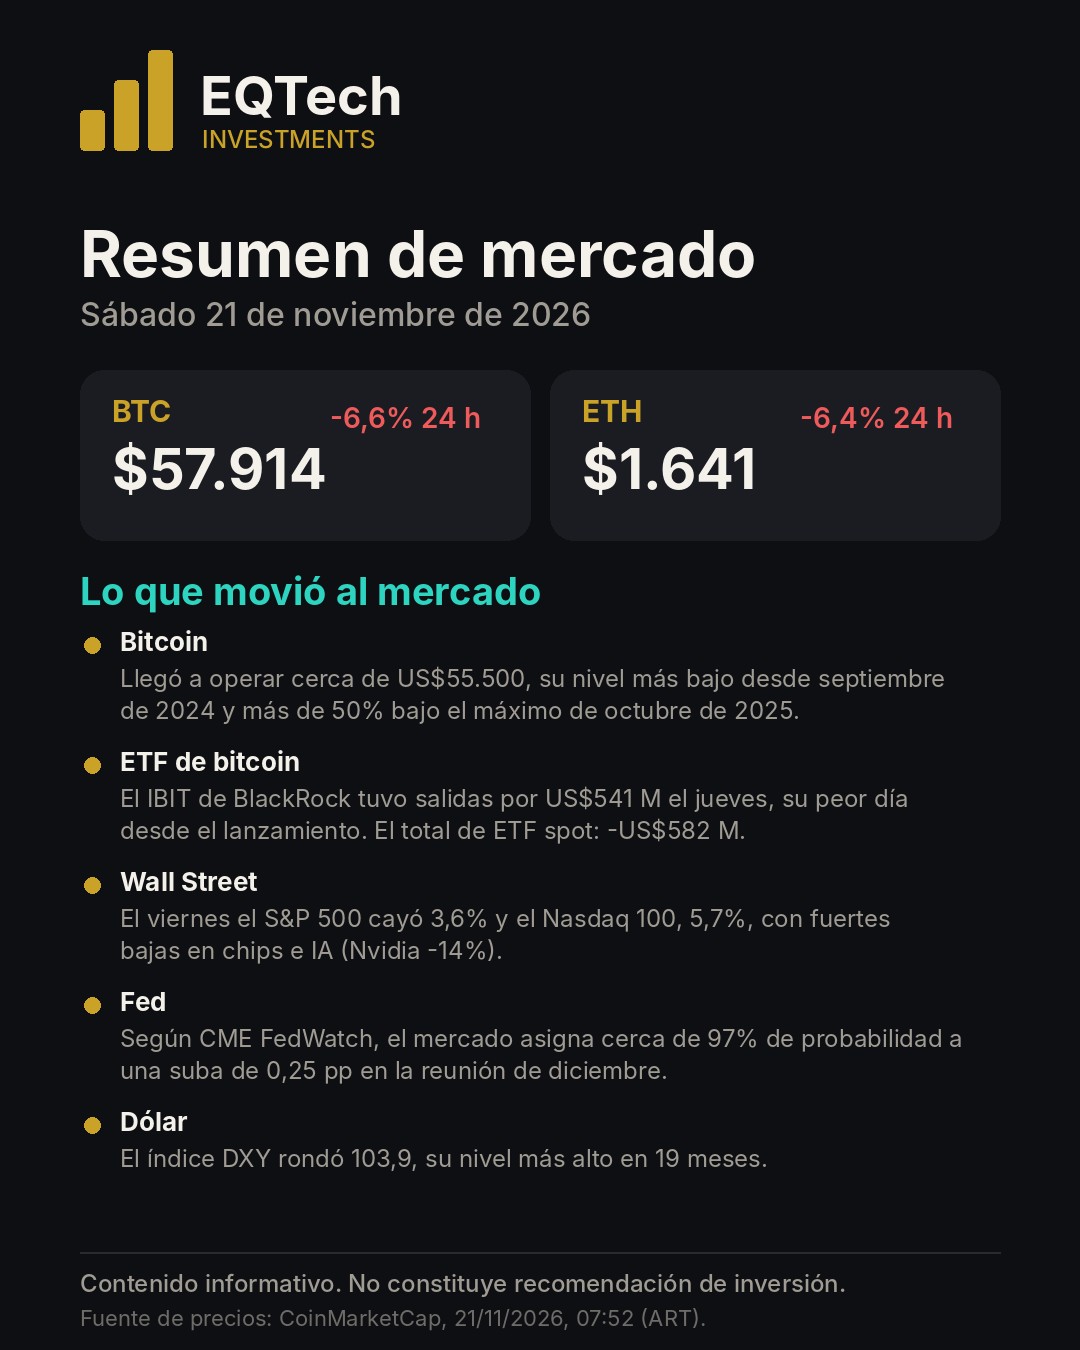 EQTech
INVESTMENTS
Resumen de mercado
Sábado 21 de noviembre de 2026
BTC
-6,6% 24 h
$57.914
ETH
-6,4% 24 h
$1.641
Lo que movió al mercado
Bitcoin
Llegó a operar cerca de US$55.500, su nivel más bajo desde septiembre
de 2024 y más de 50% bajo el máximo de octubre de 2025.
ETF de bitcoin
El IBIT de BlackRock tuvo salidas por US$541 M el jueves, su peor día
desde el lanzamiento. El total de ETF spot: -US$582 M.
Wall Street
El viernes el S&P 500 cayó 3,6% y el Nasdaq 100, 5,7%, con fuertes
bajas en chips e IA (Nvidia -14%).
Fed
Según CME FedWatch, el mercado asigna cerca de 97% de probabilidad a
una suba de 0,25 pp en la reunión de diciembre.
Dólar
El índice DXY rondó 103,9, su nivel más alto en 19 meses.
Contenido informativo. No constituye recomendación de inversión.
Fuente de precios: CoinMarketCap, 21/11/2026, 07:52 (ART).